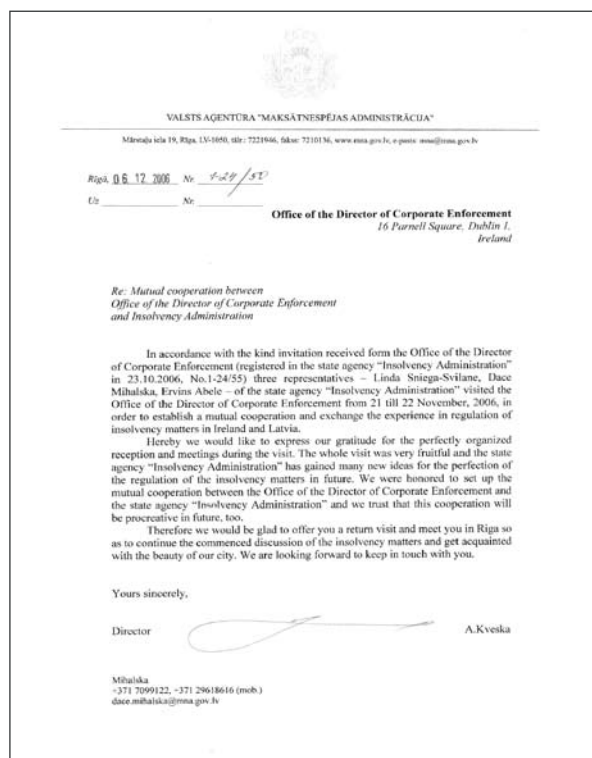 VALSTS AĢENTŪRA "MAKSĀTNESPĒJAS ADMINISTRĀCIJA"
Mārstaļu iela 19, Rīga, LV-1050, tālr.: 7221946, fakss: 7210136, www.mna.gov.lv, e-pasts: mna@mna.gov.lv
Rīgā, 06 12 2006 Nr. 1-24/50
Uz Nr.
Office of the Director of Corporate Enforcement
16 Parnell Square, Dublin 1,
Ireland
Re: Mutual cooperation between
Office of the Director of Corporate Enforcement
and Insolvency Administration
In accordance with the kind invitation received form the Office of the Director
of Corporate Enforcement (registered in the state agency "Insolvency Administration"
in 23.10.2006, No.1-24/55) three representatives – Linda Sniega-Svilane, Dace
Mihalska, Ervins Abele – of the state agency "Insolvency Administration" visited the
Office of the Director of Corporate Enforcement from 21 till 22 November, 2006, in
order to establish a mutual cooperation and exchange the experience in regulation of
insolvency matters in Ireland and Latvia.
Hereby we would like to express our gratitude for the perfectly organized
reception and meetings during the visit. The whole visit was very fruitful and the state
agency "Insolvency Administration" has gained many new ideas for the perfection of
the regulation of the insolvency matters in future. We were honored to set up the
mutual cooperation between the Office of the Director of Corporate Enforcement and
the state agency "Insolvency Administration" and we trust that this cooperation will
be procreative in future, too.
Therefore we would be glad to offer you a return visit and meet you in Riga so
as to continue the commenced discussion of the insolvency matters and get acquainted
with the beauty of our city. We are looking forward to keep in touch with you.
Yours sincerely,
Director A.Kveska
Mihalska
+371 7099122, +371 29618616 (mob.)
dace.mihalska@mna.gov.lv